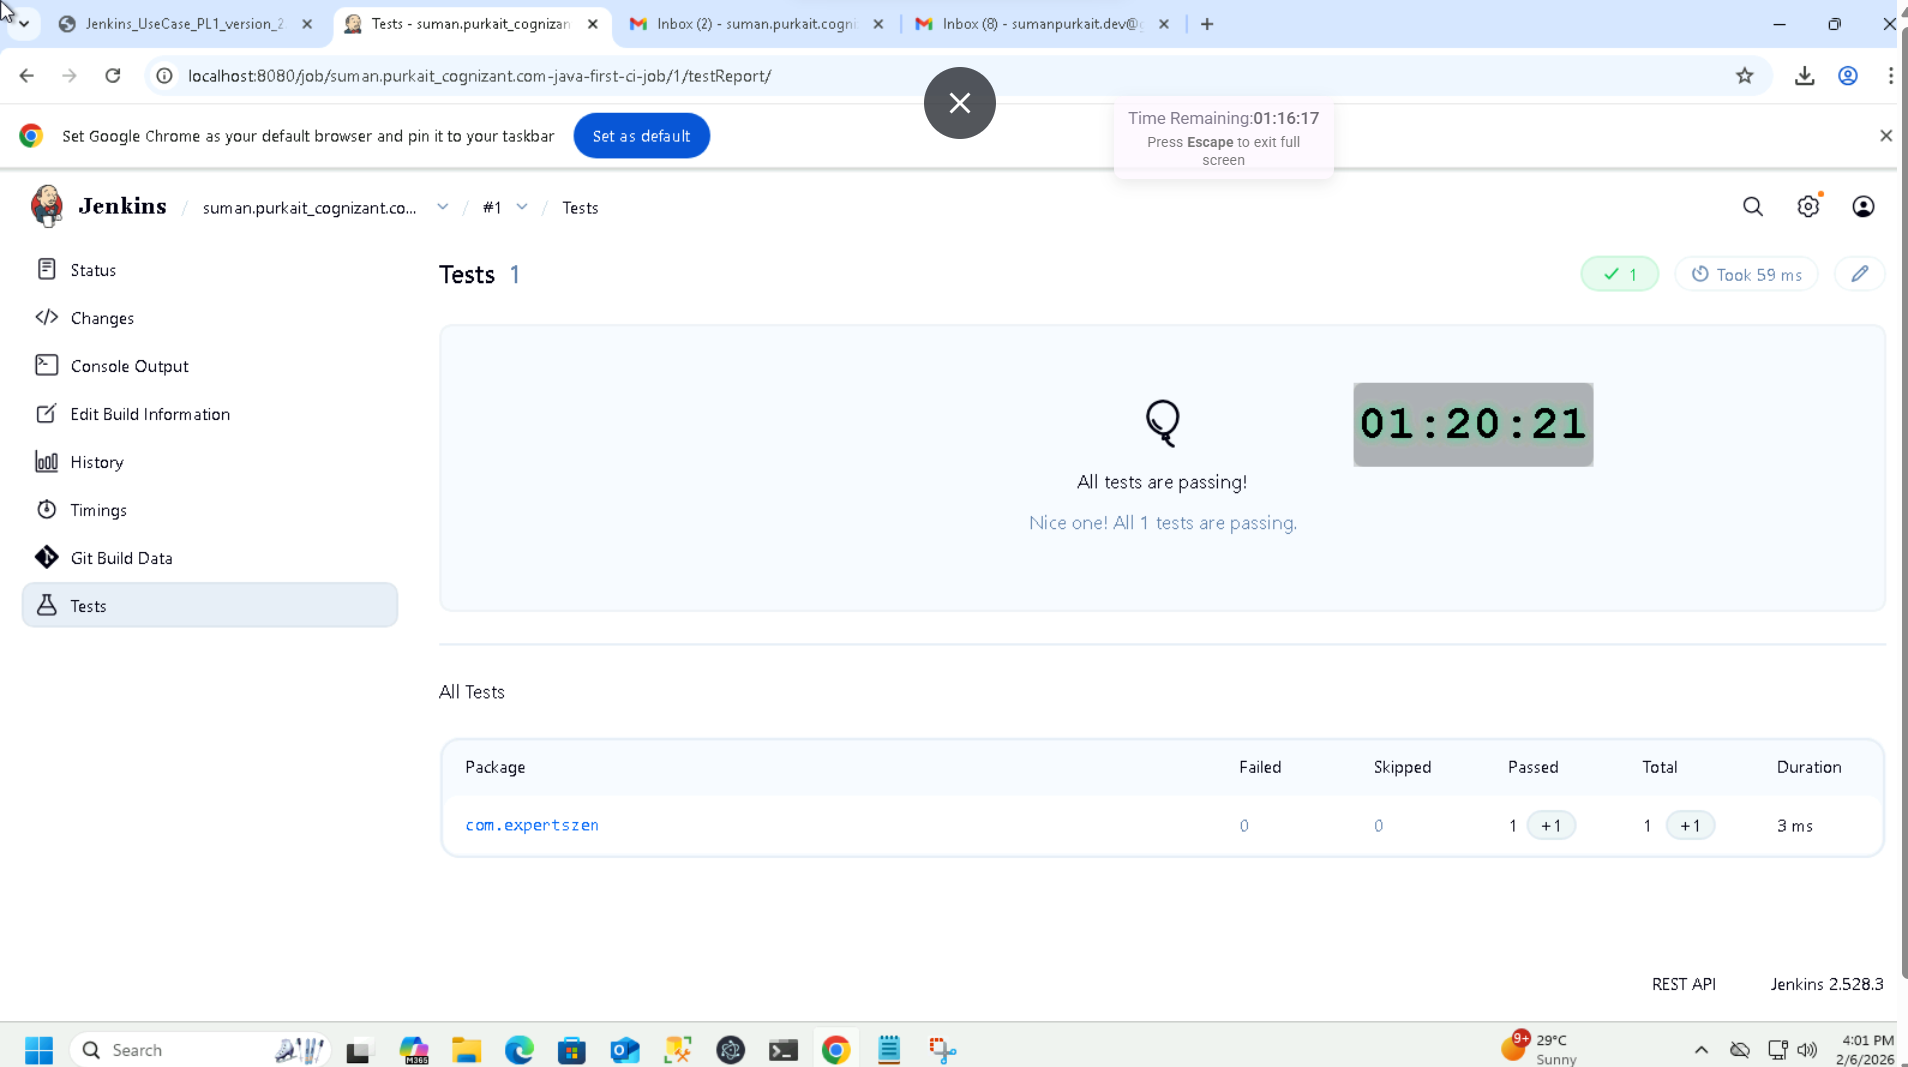 Jenkins_UseCase_PL1_version_2
Tests - suman.purkait_cognizan
Inbox (2) - suman.purkait.cogni
Inbox (8) - sumanpurkait.dev@g
localhost:8080/job/suman.purkait_cognizant.com-java-first-ci-job/1/testReport/
Set Google Chrome as your default browser and pin it to your taskbar
Set as default
Time Remaining:01:16:17
Press Escape to exit full
screen
Jenkins / suman.purkait_cognizant.co... / #1 / Tests
Status
Changes
Console Output
Edit Build Information
History
Timings
Git Build Data
Tests
Tests 1
1
Took 59 ms
01:20:21
All tests are passing!
Nice one! All 1 tests are passing.
All Tests
Package Failed Skipped Passed Total Duration
com.expertszen 0 0 1 +1 1 +1 3 ms
REST API Jenkins 2.528.3
Search
M365
9+
29°C
Sunny
4:01 PM
2/6/2026